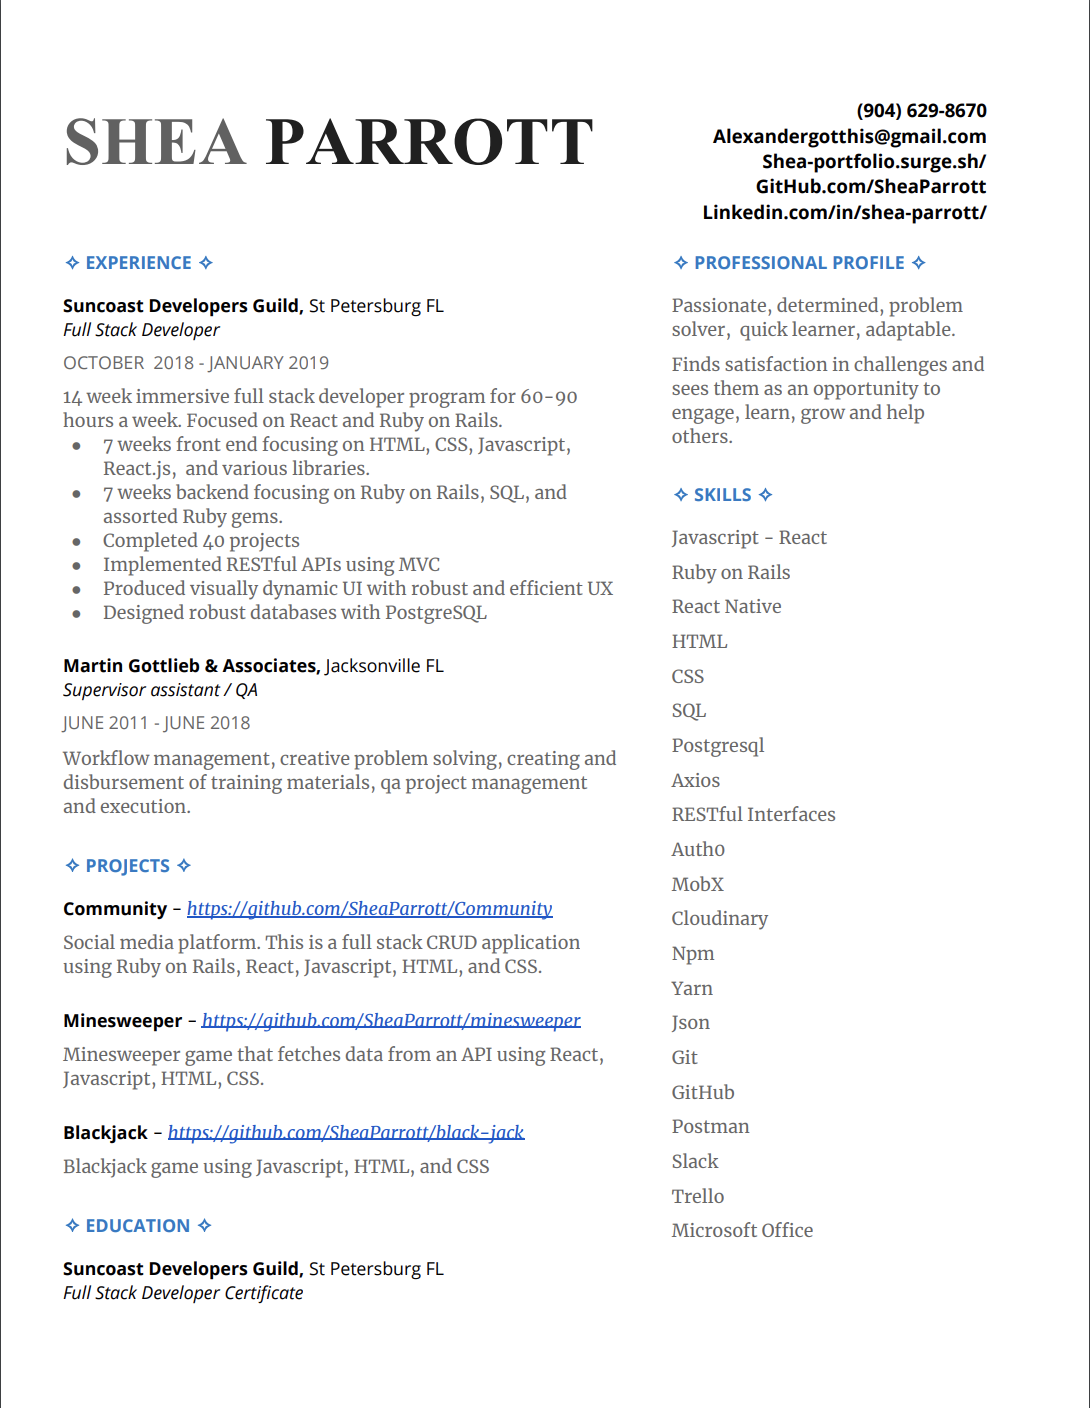 SHEA PARROTT
(904) 629-8670
Alexandergotthis@gmail.com
Shea-portfolio.surge.sh/
GitHub.com/SheaParrott
Linkedin.com/in/shea-parrott/
✧ EXPERIENCE ✧
Suncoast Developers Guild, St Petersburg FL
Full Stack Developer
OCTOBER  2018 - JANUARY 2019
14 week immersive full stack developer program for 60-90
hours a week. Focused on React and Ruby on Rails.
● 7 weeks front end focusing on HTML, CSS, Javascript,
React.js,  and various libraries.
● 7 weeks backend focusing on Ruby on Rails, SQL, and
assorted Ruby gems.
● Completed 40 projects
● Implemented RESTful APIs using MVC
● Produced visually dynamic UI with robust and efficient UX
● Designed robust databases with PostgreSQL
Martin Gottlieb & Associates, Jacksonville FL
Supervisor assistant / QA
JUNE 2011 - JUNE 2018
Workflow management, creative problem solving, creating and
disbursement of training materials, qa project management
and execution.
✧ PROJECTS ✧
Community – https://github.com/SheaParrott/Community
Social media platform. This is a full stack CRUD application
using Ruby on Rails, React, Javascript, HTML, and CSS.
Minesweeper – https://github.com/SheaParrott/minesweeper
Minesweeper game that fetches data from an API using React,
Javascript, HTML, CSS.
Blackjack – https://github.com/SheaParrott/black-jack
Blackjack game using Javascript, HTML, and CSS
✧ EDUCATION ✧
Suncoast Developers Guild, St Petersburg FL
Full Stack Developer Certificate
✧ PROFESSIONAL PROFILE ✧
Passionate, determined, problem
solver,  quick learner, adaptable.
Finds satisfaction in challenges and
sees them as an opportunity to
engage, learn, grow and help
others.
✧ SKILLS ✧
Javascript - React
Ruby on Rails
React Native
HTML
CSS
SQL
Postgresql
Axios
RESTful Interfaces
Auth0
MobX
Cloudinary
Npm
Yarn
Json
Git
GitHub
Postman
Slack
Trello
Microsoft Office